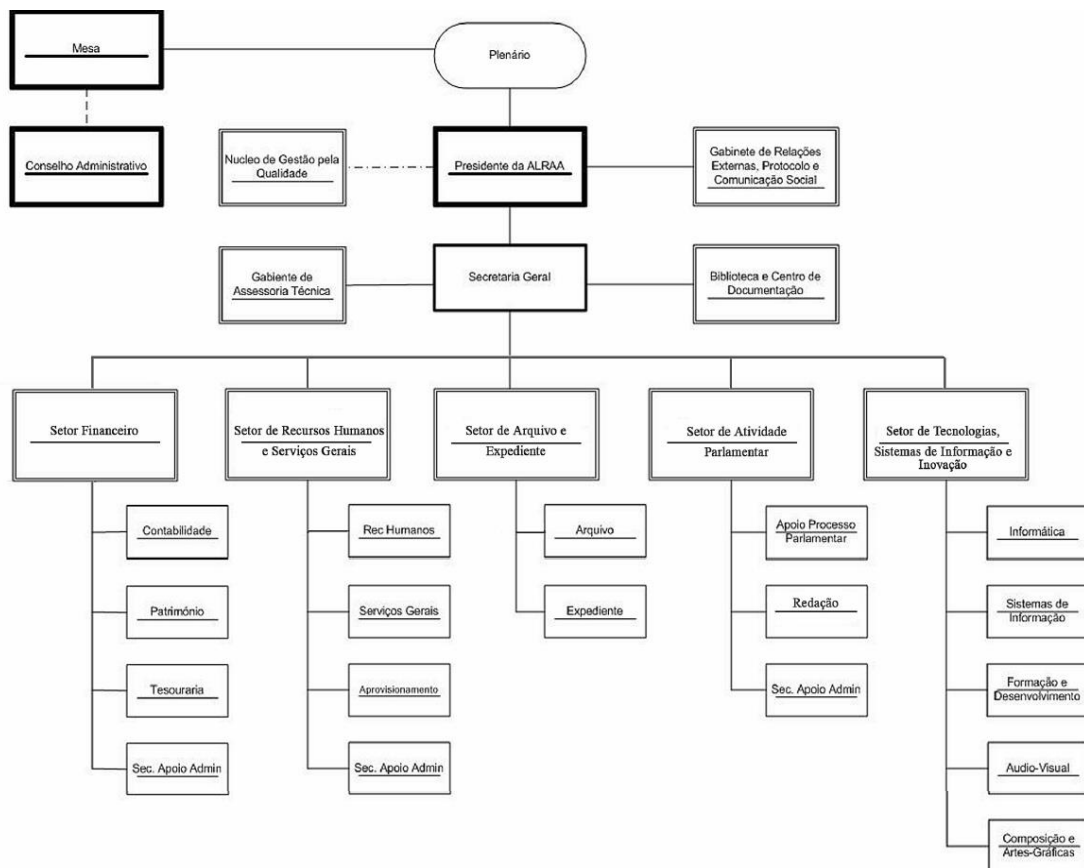 Mesa
Plenário
Conselho Administrativo
Nucleo de Gestão pela
Qualidade
Presidente da ALRAA
Gabinete de Relações
Externas, Protocolo e
Comunicação Social
Gabiente de
Assessoria Técnica
Secretaria Geral
Biblioteca e Centro de
Documentação
Setor Financeiro
Setor de Recursos Humanos
e Serviços Gerais
Setor de Arquivo e
Expediente
Setor de Atividade
Parlamentar
Setor de Tecnologias,
Sistemas de Informação e
Inovação
Contabilidade
Património
Tesouraria
Sec. Apoio Admin
Rec Humanos
Serviços Gerais
Aprovisionamento
Sec. Apoio Admin
Arquivo
Expediente
Apoio Processo
Parlamentar
Redação
Sec. Apoio Admin
Informática
Sistemas de
Informação
Formação e
Desenvolvimento
Audio-Visual
Composição e
Artes-Gráficas